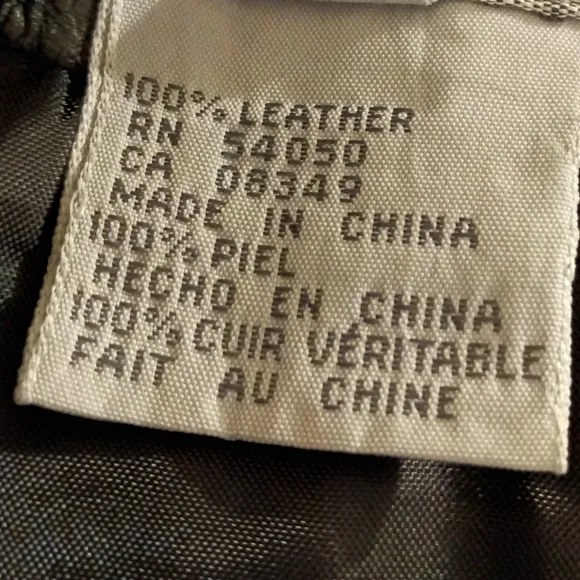 100% LEATHER
RN 54050
CA 08349
MADE IN CHINA
100% PIEL
HECHO EN CHINA
100% CUIR VÉRITABLE
FAIT AU CHINE